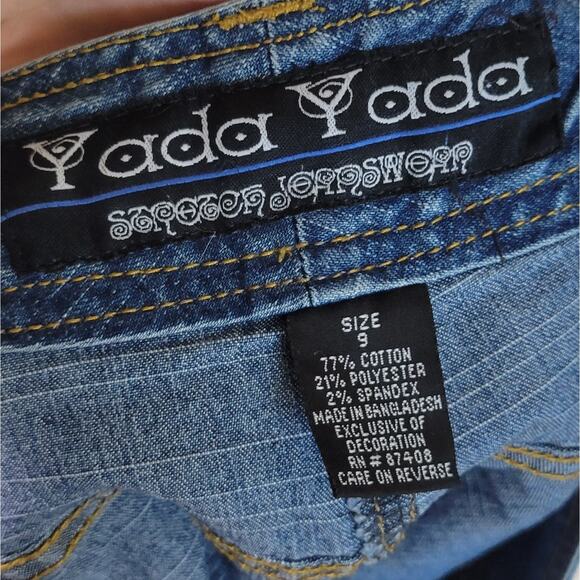 Yada Yada
STRETCH JEANSWEAR
SIZE
9
77% COTTON
21% POLYESTER
2% SPANDEX
MADE IN BANGLADESH
EXCLUSIVE OF
DECORATION
RN # 87408
CARE ON REVERSE